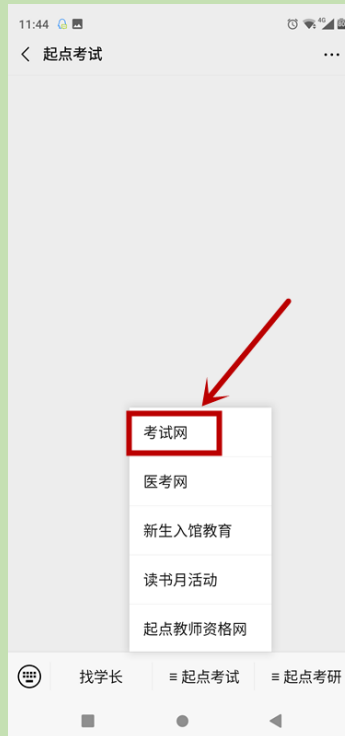 11:44
4G
起点考试
考试网
医考网
新生入馆教育
读书月活动
起点教师资格网
找学长
≡ 起点考试
≡ 起点考研